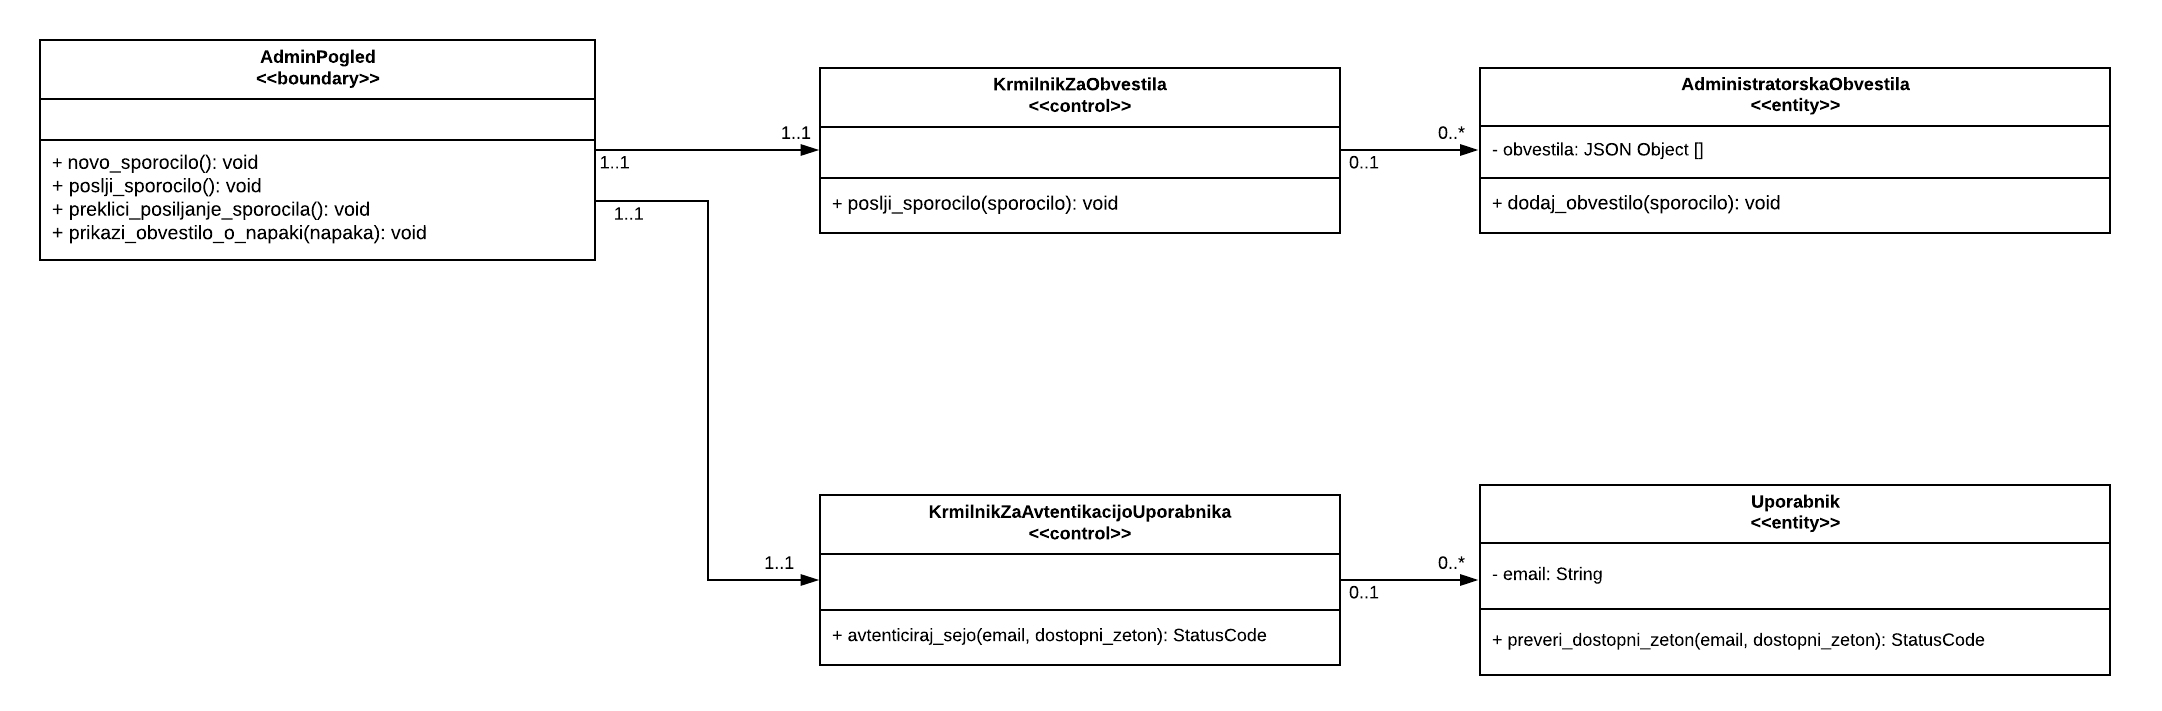 AdminPogled
<<boundary>>
+ novo_sporocilo(): void
+ poslji_sporocilo(): void
+ preklici_posiljanje_sporocila(): void
+ prikazi_obvestilo_o_napaki(napaka): void
1..1
1..1
1..1
KrmilnikZaObvestila
<<control>>
+ poslji_sporocilo(sporocilo): void
0..*
0..1
AdministratorskaObvestila
<<entity>>
- obvestila: JSON Object []
+ dodaj_obvestilo(sporocilo): void
1..1
KrmilnikZaAvtentikacijoUporabnika
<<control>>
+ avtenticiraj_sejo(email, dostopni_zeton): StatusCode
0..*
0..1
Uporabnik
<<entity>>
- email: String
+ preveri_dostopni_zeton(email, dostopni_zeton): StatusCode